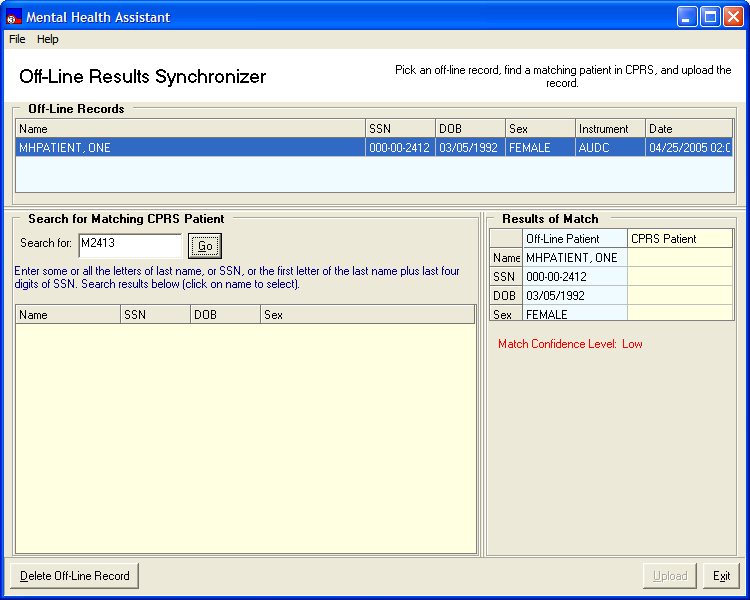 Mental Health Assistant
File Help
Off-Line Results Synchronizer
Pick an off-line record, find a matching patient in CPRS, and upload the
record.
Off-Line Records
Name SSN DOB Sex Instrument Date
MHPATIENT, ONE 000-00-2412 03/05/1992 FEMALE AUDC 04/25/2005 02:0
Search for Matching CPRS Patient
Search for: M2413 Go
Enter some or all the letters of last name, or SSN, or the first letter of the last name plus last four
digits of SSN. Search results below (click on name to select).
Name SSN DOB Sex
Results of Match
Off-Line Patient CPRS Patient
Name MHPATIENT, ONE
SSN 000-00-2412
DOB 03/05/1992
Sex FEMALE
Match Confidence Level: Low
Delete Off-Line Record Upload Exit